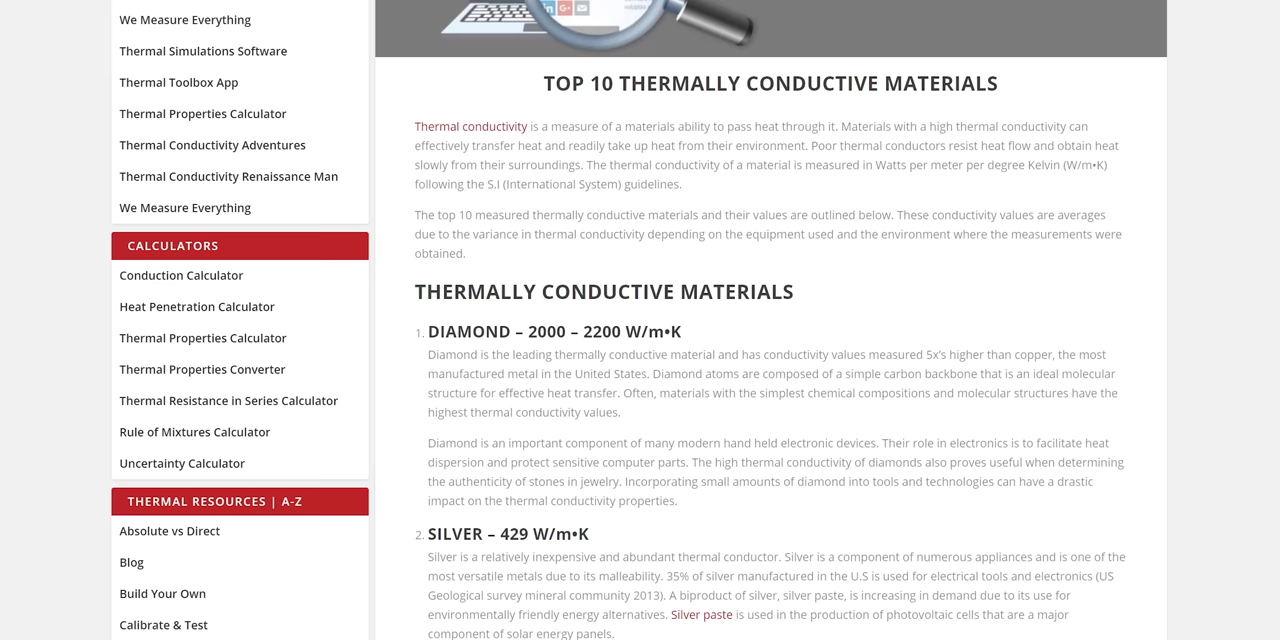 We Measure Everything
Thermal Simulations Software
Thermal Toolbox App
Thermal Properties Calculator
Thermal Conductivity Adventures
Thermal Conductivity Renaissance Man
We Measure Everything
CALCULATORS
Conduction Calculator
Heat Penetration Calculator
Thermal Properties Calculator
Thermal Properties Converter
Thermal Resistance in Series Calculator
Rule of Mixtures Calculator
Uncertainty Calculator
THERMAL RESOURCES | A-Z
Absolute vs Direct
Blog
Build Your Own
Calibrate & Test
TOP 10 THERMALLY CONDUCTIVE MATERIALS
Thermal conductivity is a measure of a materials ability to pass heat through it. Materials with a high thermal conductivity can
effectively transfer heat and readily take up heat from their environment. Poor thermal conductors resist heat flow and obtain heat
slowly from their surroundings. The thermal conductivity of a material is measured in Watts per meter per degree Kelvin (W/m•K)
following the S.I (International System) guidelines.
The top 10 measured thermally conductive materials and their values are outlined below. These conductivity values are averages
due to the variance in thermal conductivity depending on the equipment used and the environment where the measurements were
obtained.
THERMALLY CONDUCTIVE MATERIALS
1. DIAMOND – 2000 – 2200 W/m•K
Diamond is the leading thermally conductive material and has conductivity values measured 5x's higher than copper, the most
manufactured metal in the United States. Diamond atoms are composed of a simple carbon backbone that is an ideal molecular
structure for effective heat transfer. Often, materials with the simplest chemical compositions and molecular structures have the
highest thermal conductivity values.
Diamond is an important component of many modern hand held electronic devices. Their role in electronics is to facilitate heat
dispersion and protect sensitive computer parts. The high thermal conductivity of diamonds also proves useful when determining
the authenticity of stones in jewelry. Incorporating small amounts of diamond into tools and technologies can have a drastic
impact on the thermal conductivity properties.
2. SILVER – 429 W/m•K
Silver is a relatively inexpensive and abundant thermal conductor. Silver is a component of numerous appliances and is one of the
most versatile metals due to its malleability. 35% of silver manufactured in the U.S is used for electrical tools and electronics (US
Geological survey mineral community 2013). A biproduct of silver, silver paste, is increasing in demand due to its use for
environmentally friendly energy alternatives. Silver paste is used in the production of photovoltaic cells that are a major
component of solar energy panels.